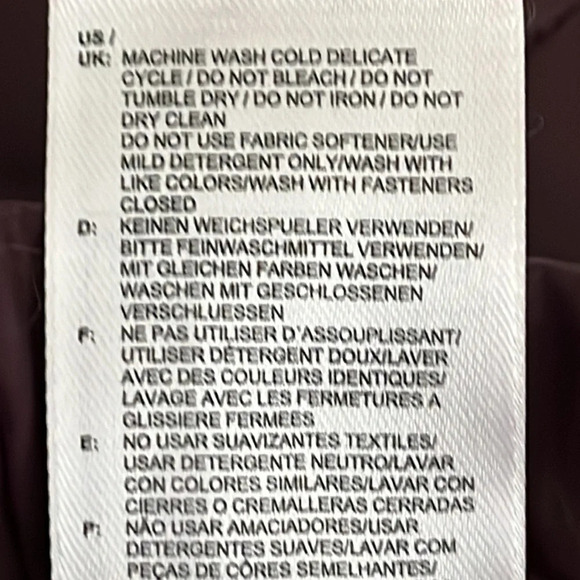 US /
UK: MACHINE WASH COLD DELICATE
CYCLE / DO NOT BLEACH / DO NOT
TUMBLE DRY / DO NOT IRON / DO NOT
DRY CLEAN
DO NOT USE FABRIC SOFTENER/USE
MILD DETERGENT ONLY/WASH WITH
LIKE COLORS/WASH WITH FASTENERS
CLOSED
D: KEINEN WEICHSPUELER VERWENDEN/
BITTE FEINWASCHMITTEL VERWENDEN/
MIT GLEICHEN FARBEN WASCHEN/
WASCHEN MIT GESCHLOSSENEN
VERSCHLUESSEN
F: NE PAS UTILISER D'ASSOUPLISSANT/
UTILISER DÉTERGENT DOUX/LAVER
AVEC DES COULEURS IDENTIQUES/
LAVAGE AVEC LES FERMETURES A
GLISSIERE FERMEES
E: NO USAR SUAVIZANTES TEXTILES/
USAR DETERGENTE NEUTRO/LAVAR
CON COLORES SIMILARES/LAVAR CON
CIERRES O CREMALLERAS CERRADAS
P: NÃO USAR AMACIADORES/USAR
DETERGENTES SUAVES/LAVAR COM
PEÇAS DE CÔRES SEMELHANTES/